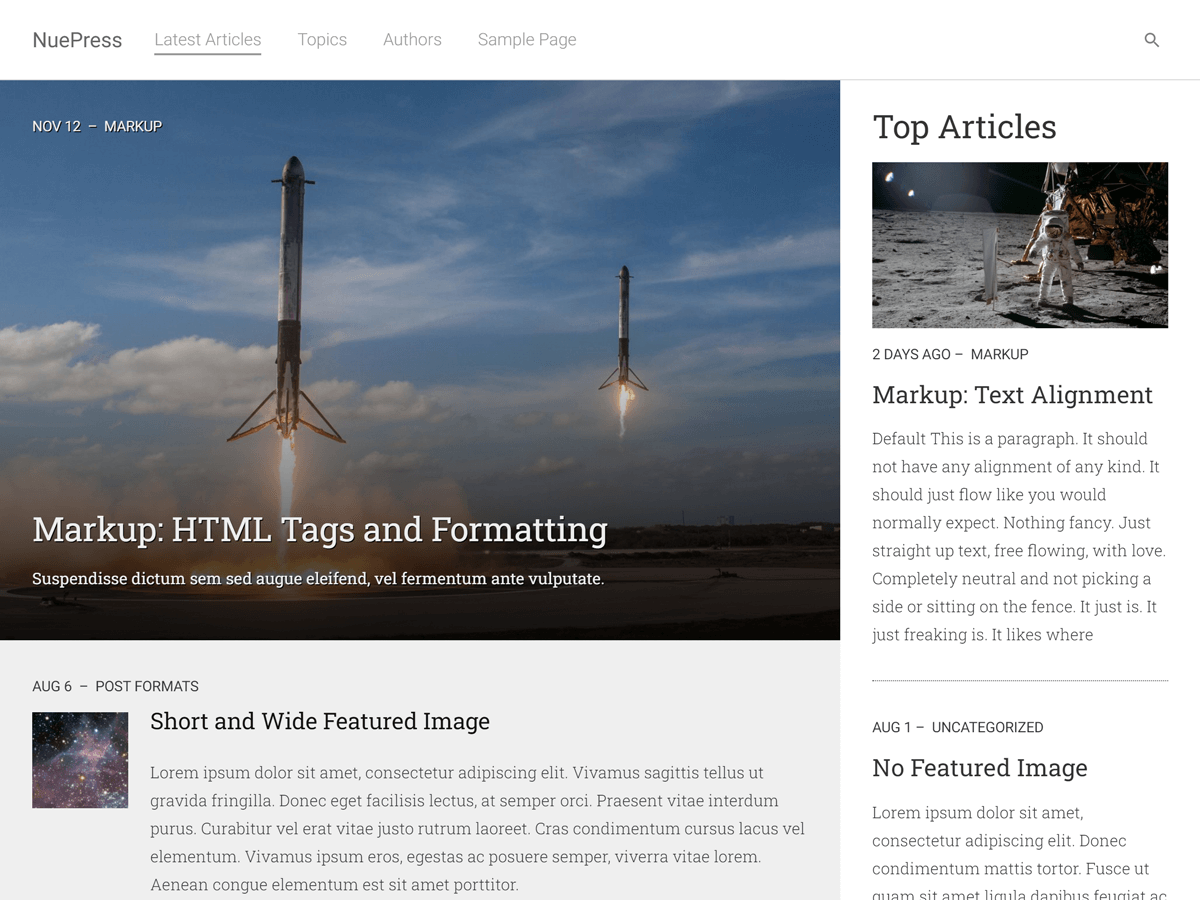 NuePress Latest Articles Topics Authors Sample Page
NOV 12 – MARKUP
Markup: HTML Tags and Formatting
Suspendisse dictum sem sed augue eleifend, vel fermentum ante vulputate.
AUG 6 – POST FORMATS
Short and Wide Featured Image
Lorem ipsum dolor sit amet, consectetur adipiscing elit. Vivamus sagittis tellus ut
gravida fringilla. Donec eget facilisis lectus, at semper orci. Praesent vitae interdum
purus. Curabitur vel erat vitae justo rutrum laoreet. Cras condimentum cursus lacus vel
elementum. Vivamus ipsum eros, egestas ac posuere semper, viverra vitae lorem.
Aenean congue elementum est sit amet porttitor.
Top Articles
2 DAYS AGO – MARKUP
Markup: Text Alignment
Default This is a paragraph. It should
not have any alignment of any kind. It
should just flow like you would
normally expect. Nothing fancy. Just
straight up text, free flowing, with love.
Completely neutral and not picking a
side or sitting on the fence. It just is. It
just freaking is. It likes where
AUG 1 – UNCATEGORIZED
No Featured Image
Lorem ipsum dolor sit amet,
consectetur adipiscing elit. Donec
condimentum mattis tortor. Fusce ut
quam sit amet ligula dapibus feugiat ac